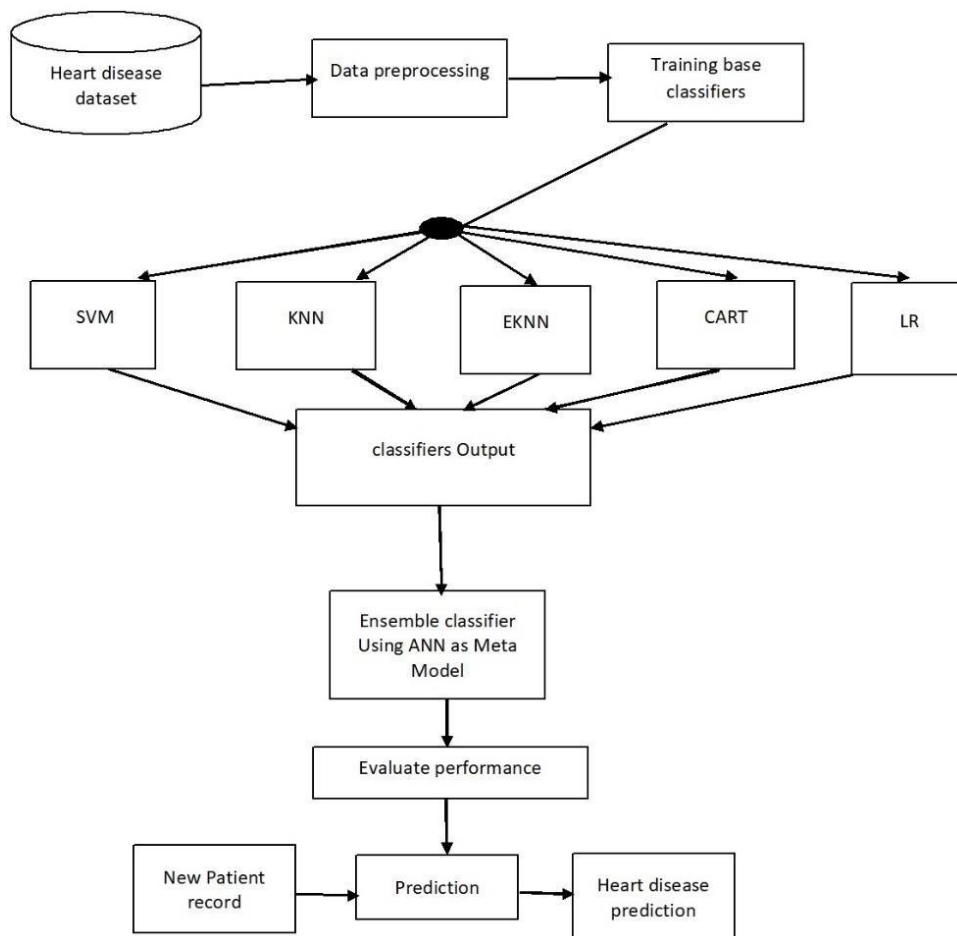 Heart disease
dataset
Data preprocessing
Training base
classifiers
SVM
KNN
EKNN
CART
LR
classifiers Output
Ensemble classifier
Using ANN as Meta
Model
Evaluate performance
New Patient
record
Prediction
Heart disease
prediction